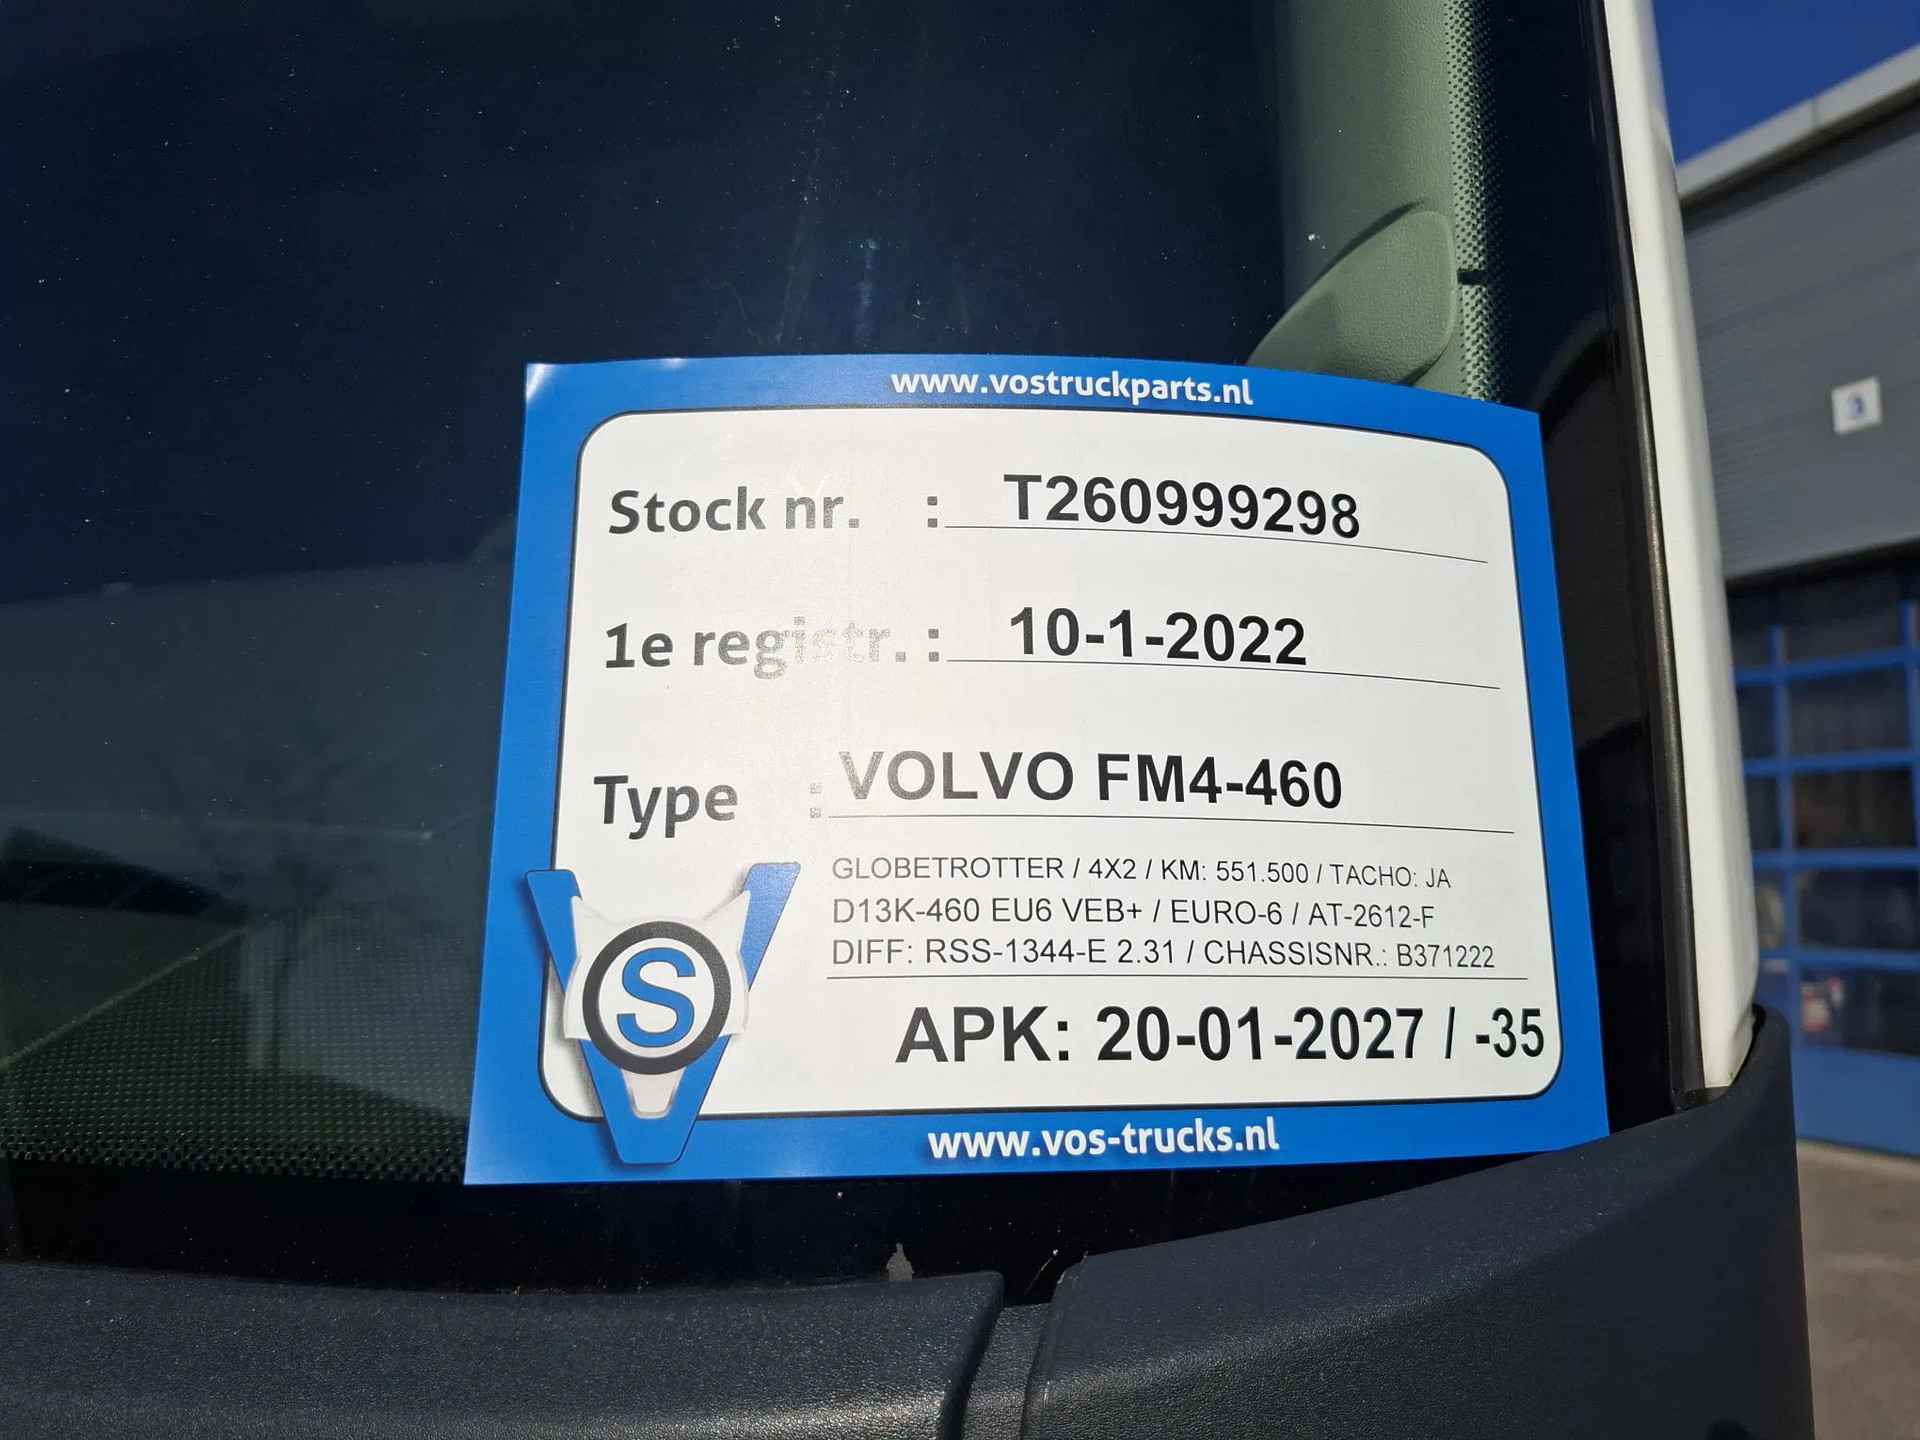 www.vostruckparts.nl
Stock nr. : T260999298
1e registr. : 10-1-2022
Type : VOLVO FM4-460
GLOBETROTTER / 4X2 / KM: 551.500 / TACHO: JA
D13K-460 EU6 VEB+ / EURO-6 / AT-2612-F
DIFF: RSS-1344-E 2.31 / CHASSISNR.: B371222
S
APK: 20-01-2027 / -35
www.vos-trucks.nl